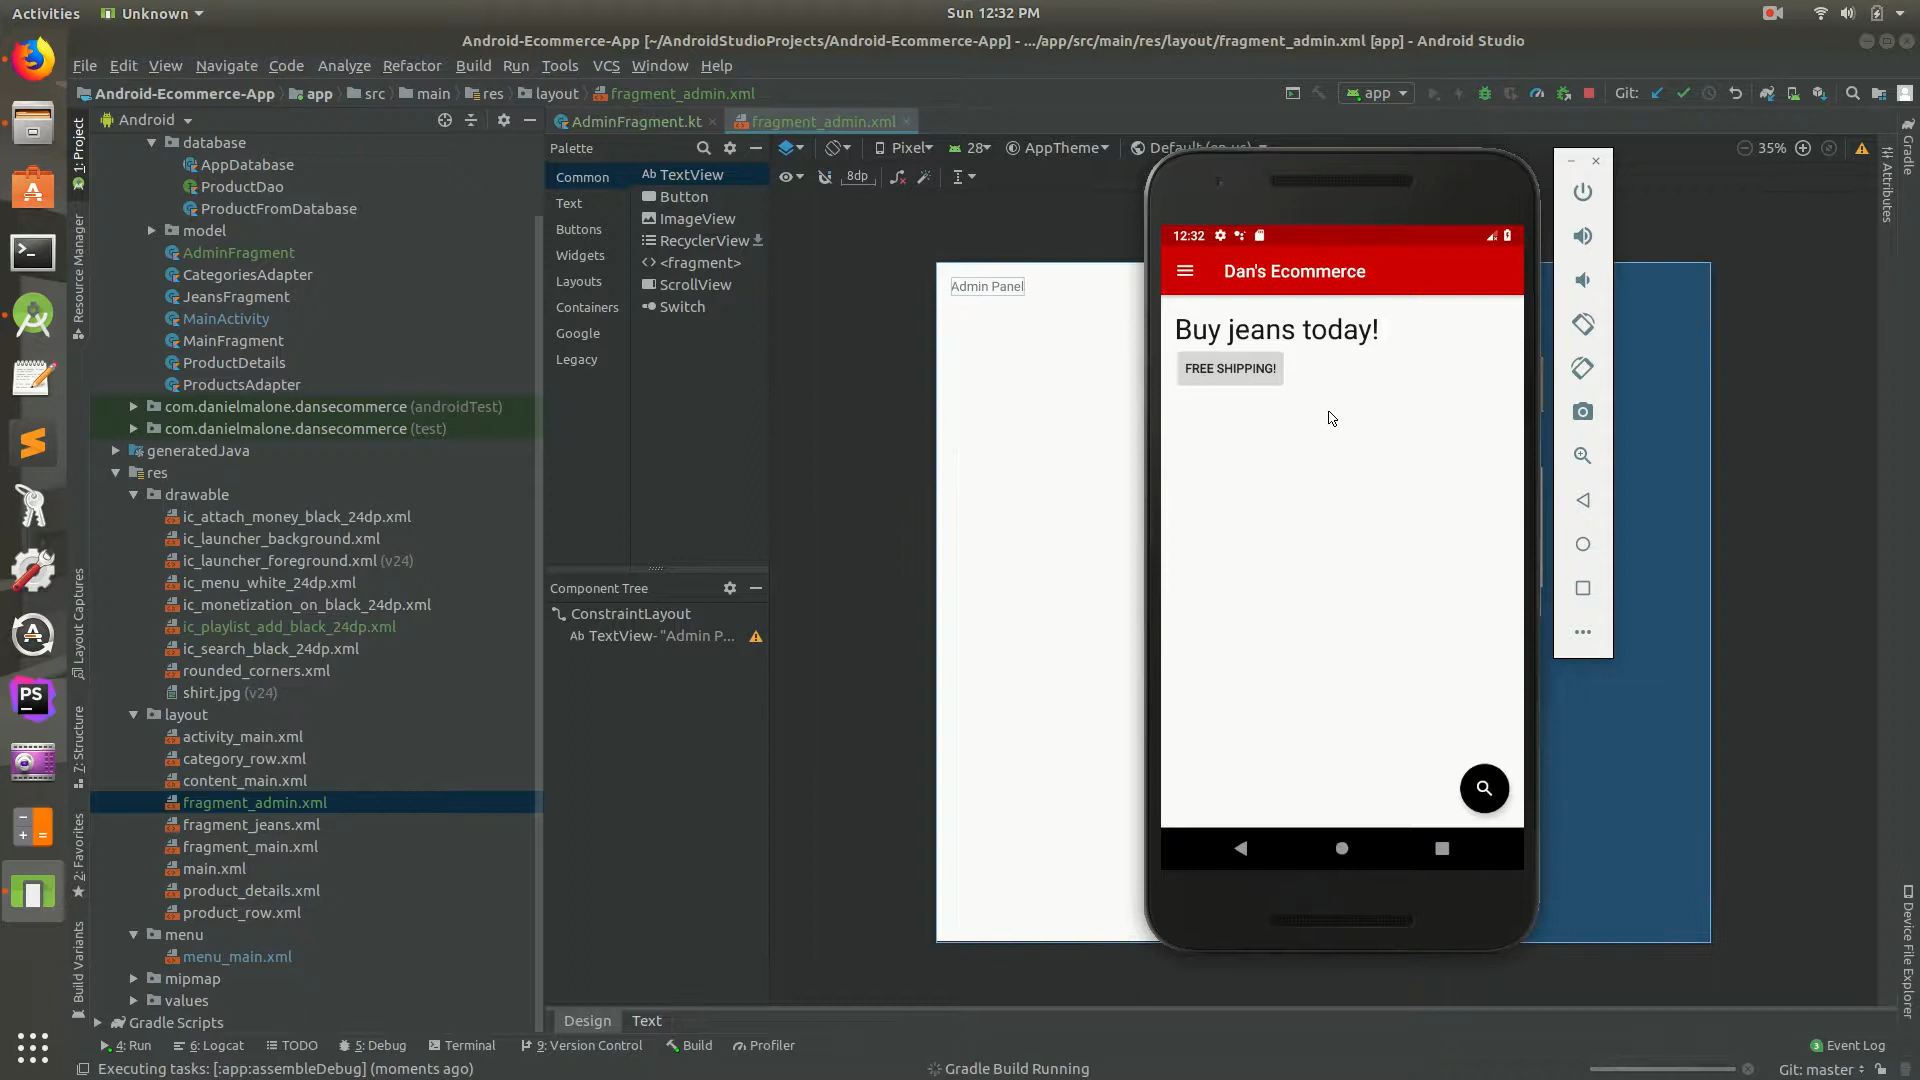 Activities
Unknown
Sun 12:32 PM
Android-Ecommerce-App [~/AndroidStudioProjects/Android-Ecommerce-App] - .../app/src/main/res/layout/fragment_admin.xml [app] - Android Studio
File Edit View Navigate Code Analyze Refactor Build Run Tools VCS Window Help
Android-Ecommerce-App app src main res layout fragment_admin.xml
app
Git:
1: Project
Resource Manager
Layout Captures
7: Structure
2: Favorites
Build Variants
Android
database
AppDatabase
ProductDao
ProductFromDatabase
model
AdminFragment
CategoriesAdapter
JeansFragment
MainActivity
MainFragment
ProductDetails
ProductsAdapter
com.danielmalone.dansecommerce (androidTest)
com.danielmalone.dansecommerce (test)
generatedJava
res
drawable
ic_attach_money_black_24dp.xml
ic_launcher_background.xml
ic_launcher_foreground.xml (v24)
ic_menu_white_24dp.xml
ic_monetization_on_black_24dp.xml
ic_playlist_add_black_24dp.xml
ic_search_black_24dp.xml
rounded_corners.xml
shirt.jpg (v24)
layout
activity_main.xml
category_row.xml
content_main.xml
fragment_admin.xml
fragment_jeans.xml
fragment_main.xml
main.xml
product_details.xml
product_row.xml
menu
menu_main.xml
mipmap
values
Gradle Scripts
PS
AdminFragment.kt
fragment_admin.xml
Palette
Common
Text
Buttons
Widgets
Layouts
Containers
Google
Legacy
Ab TextView
Button
ImageView
RecyclerView
<fragment>
ScrollView
Switch
Component Tree
ConstraintLayout
Ab TextView- "Admin P...
Pixel
28
AppTheme
35%
8dp
Admin Panel
12:32
Dan's Ecommerce
Buy jeans today!
FREE SHIPPING!
Gradle
Attributes
Device File Explorer
Design Text
4: Run 6: Logcat TODO 5: Debug Terminal 9: Version Control Build Profiler
3 Event Log
Executing tasks: [:app:assembleDebug] (moments ago)
Gradle Build Running
Git: master